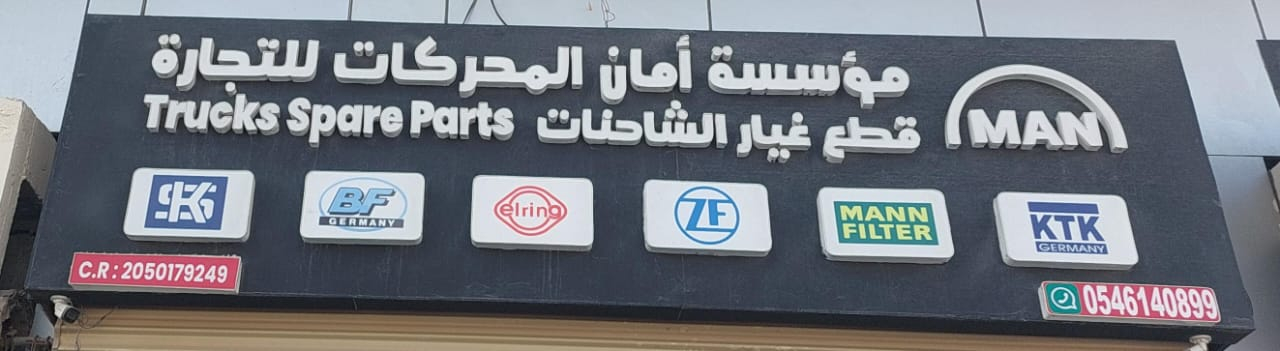 مؤسسة أمان المحركات للتجارة
قطع غيار الشاحنات Trucks Spare Parts
MAN
KS
BF GERMANY
elring
ZF
MANN FILTER
KTK GERMANY
C.R : 2050179249
0546140899